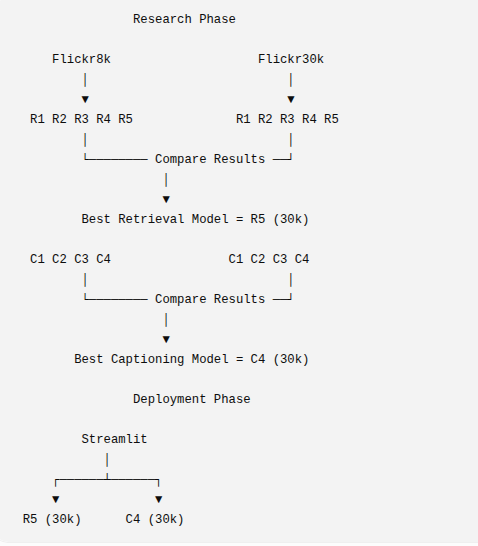 Research Phase
Flickr8k Flickr30k
R1 R2 R3 R4 R5 R1 R2 R3 R4 R5
Compare Results
Best Retrieval Model = R5 (30k)
C1 C2 C3 C4 C1 C2 C3 C4
Compare Results
Best Captioning Model = C4 (30k)
Deployment Phase
Streamlit
R5 (30k) C4 (30k)